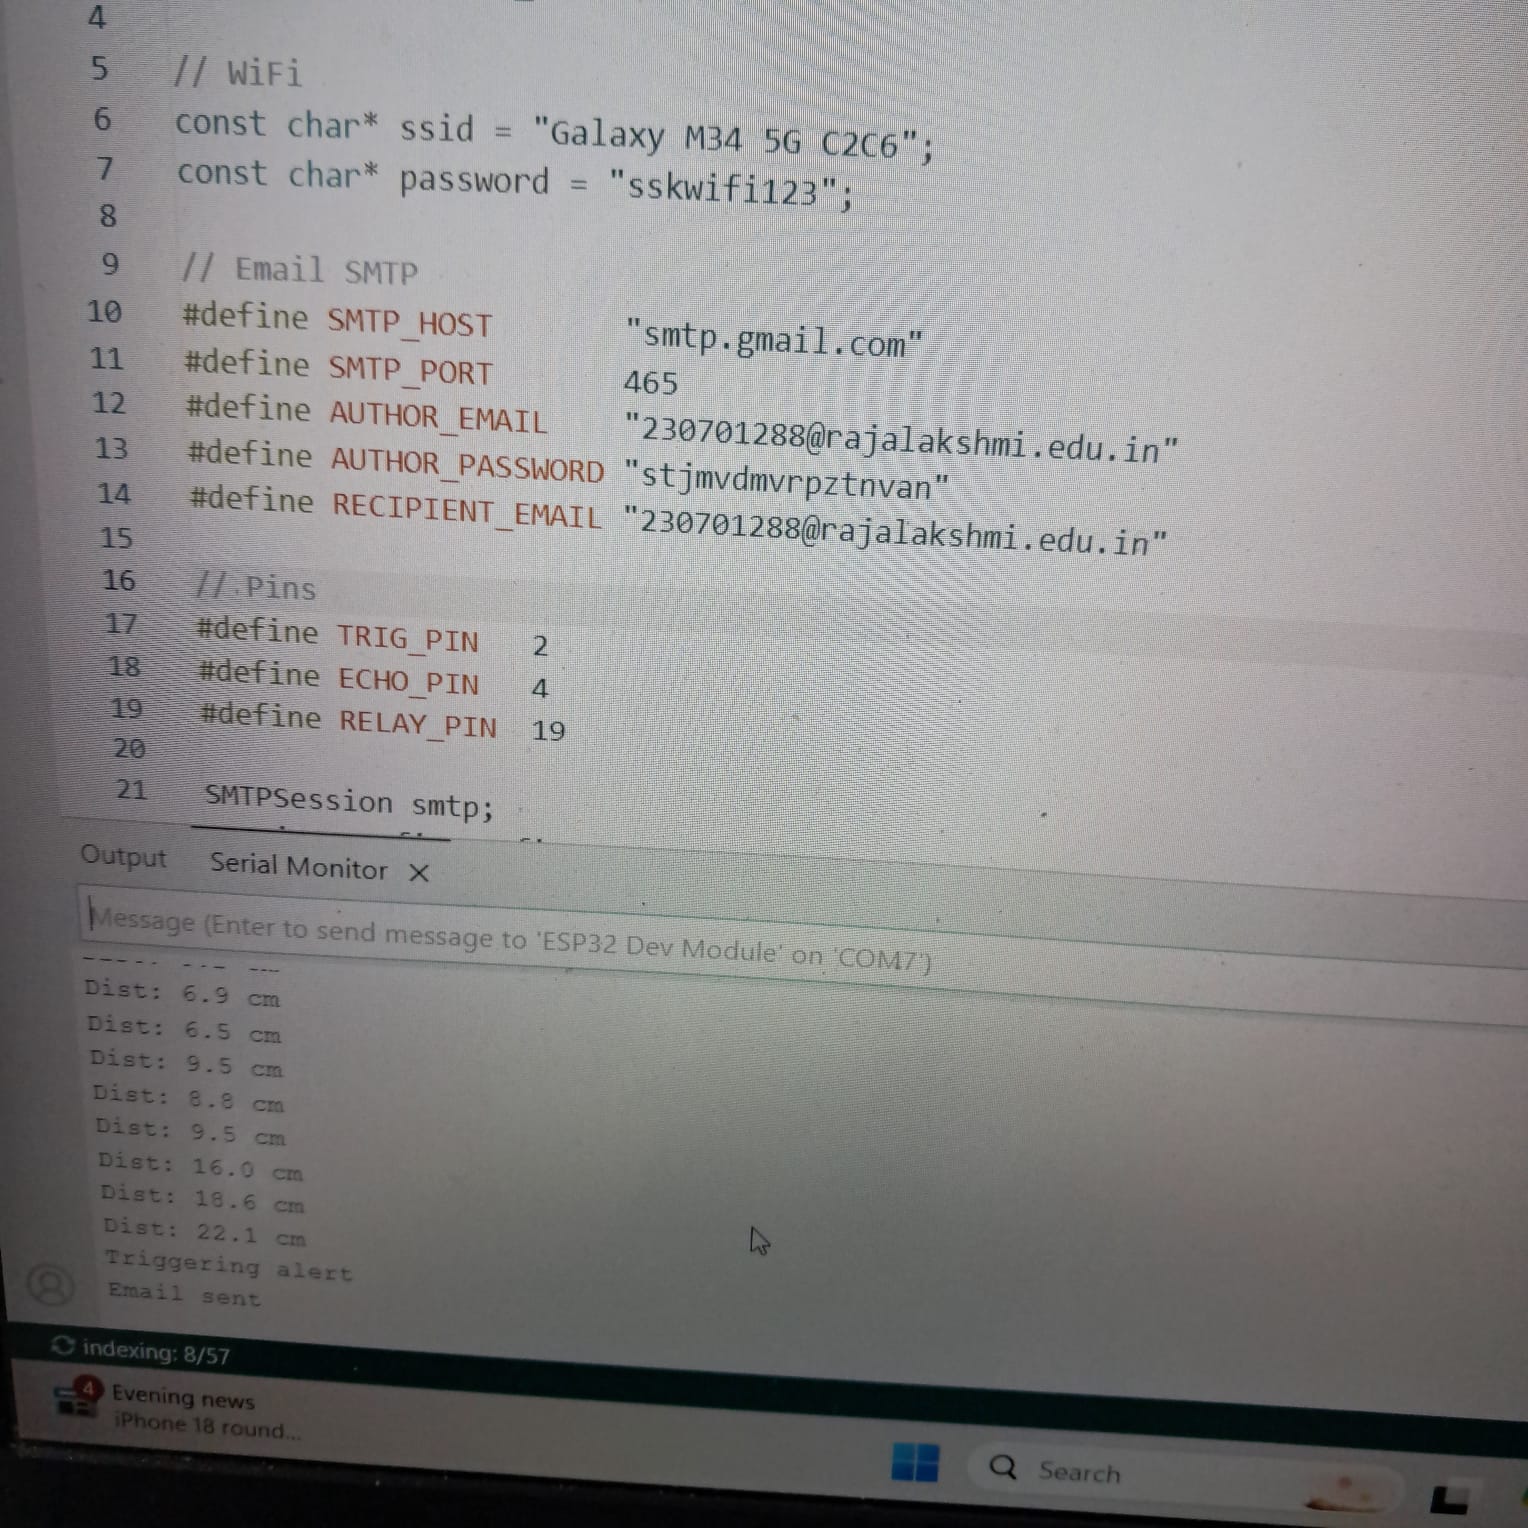 4
5 // WiFi
6 const char* ssid = "Galaxy M34 5G C2C6";
7 const char* password = "sskwifi123";
8
9 // Email SMTP
10 #define SMTP_HOST "smtp.gmail.com"
11 #define SMTP_PORT 465
12 #define AUTHOR_EMAIL "230701288@rajalakshmi.edu.in"
13 #define AUTHOR_PASSWORD "stjmvdmvrpztnvan"
14 #define RECIPIENT_EMAIL "230701288@rajalakshmi.edu.in"
15
16 // Pins
17 #define TRIG_PIN 2
18 #define ECHO_PIN 4
19 #define RELAY_PIN 19
20
21 SMTPSession smtp;
Output Serial Monitor X
Message (Enter to send message to 'ESP32 Dev Module' on 'COM7')
Dist: 6.9 cm
Dist: 6.5 cm
Dist: 9.5 cm
Dist: 8.8 cm
Dist: 9.5 cm
Dist: 16.0 cm
Dist: 18.6 cm
Dist: 22.1 cm
Triggering alert
Email sent
indexing: 8/57
4
Evening news
iPhone 18 round...
Search